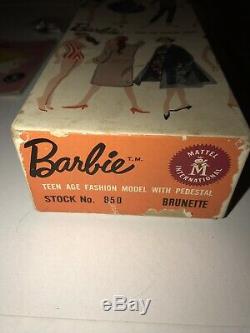 Barbie T.M.
MATTEL
M
INTERNATIONAL
TEEN AGE FASHION MODEL WITH PEDESTAL
STOCK No. 850
BRUNETTE